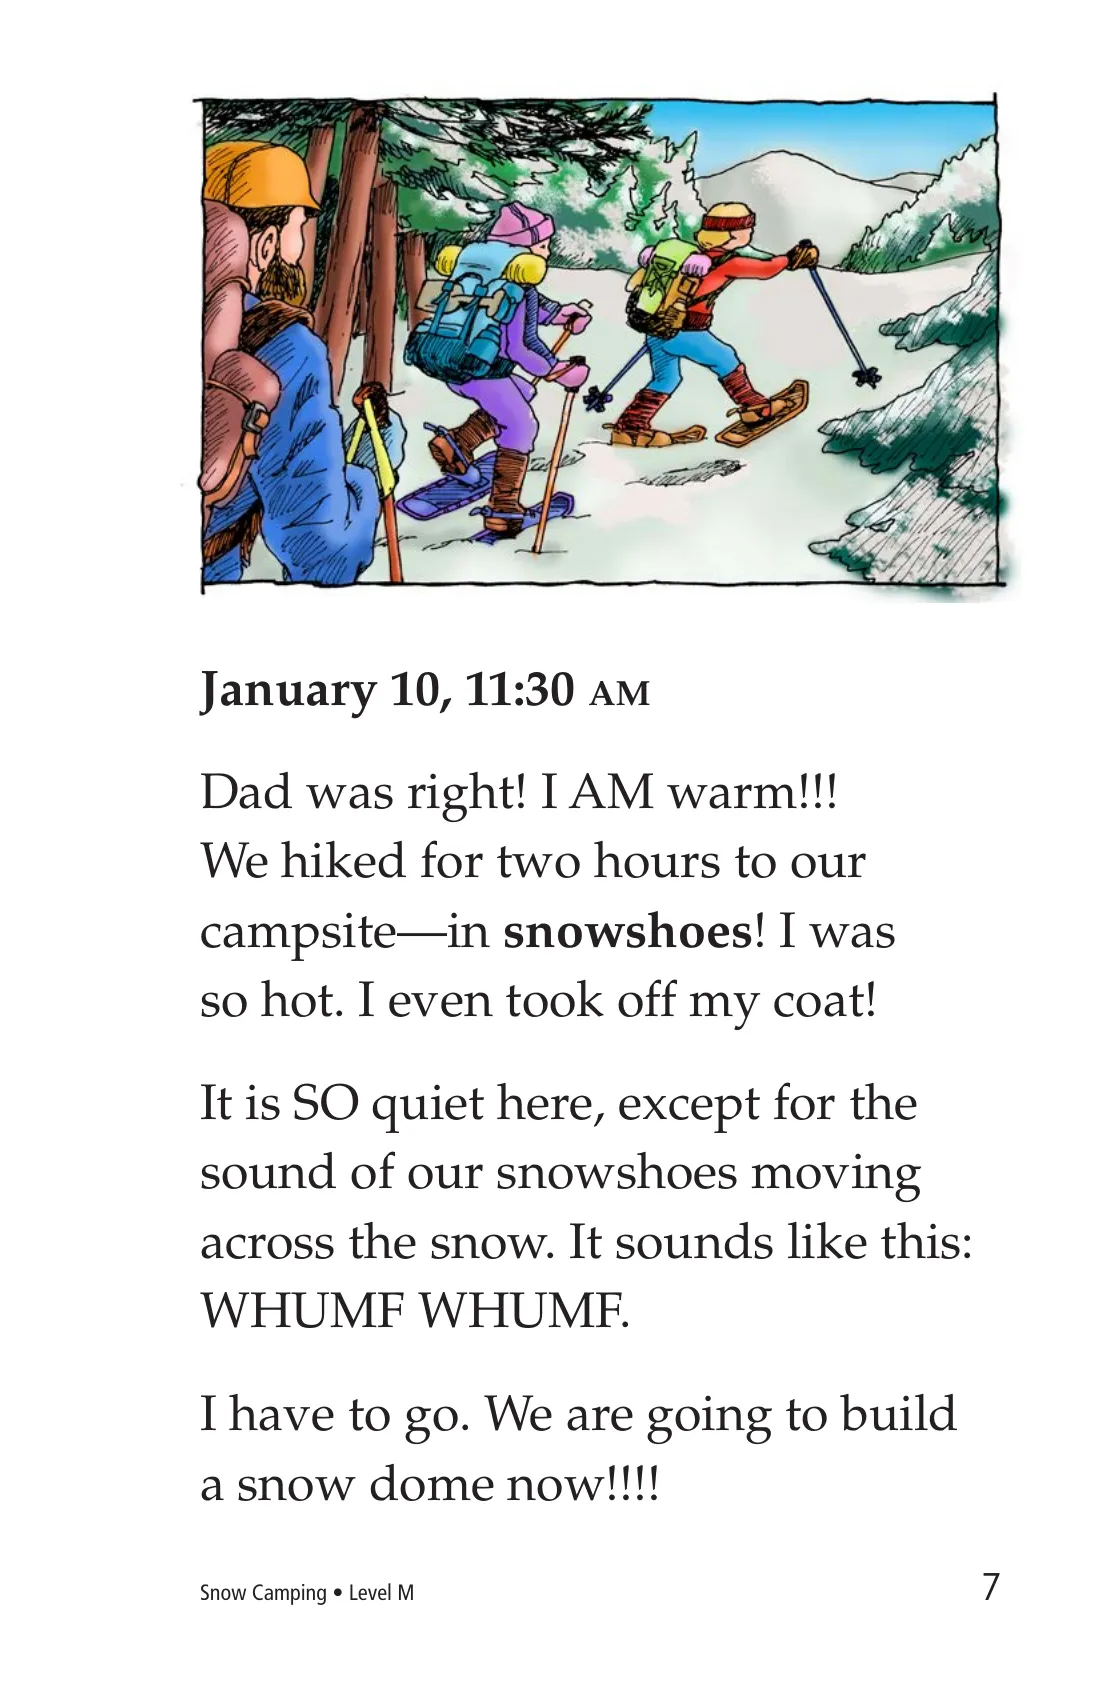 January 10, 11:30 AM
Dad was right! I AM warm!!!
We hiked for two hours to our
campsite—in snowshoes! I was
so hot. I even took off my coat!
It is SO quiet here, except for the
sound of our snowshoes moving
across the snow. It sounds like this:
WHUMF WHUMF.
I have to go. We are going to build
a snow dome now!!!!
Snow Camping • Level M
7